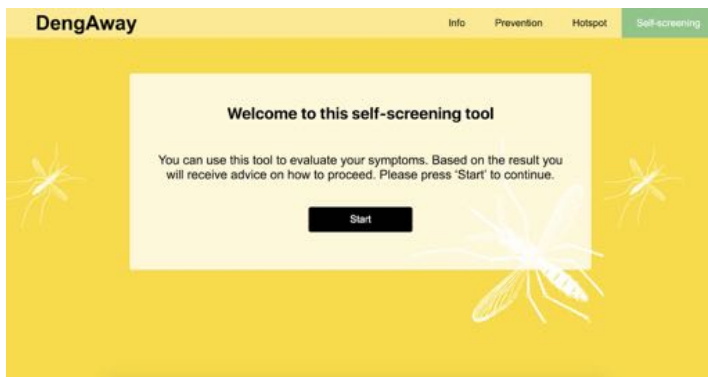 DengAway
Info Prevention Hotspot Self-screening
Welcome to this self-screening tool
You can use this tool to evaluate your symptoms. Based on the result you
will receive advice on how to proceed. Please press 'Start' to continue.
Start